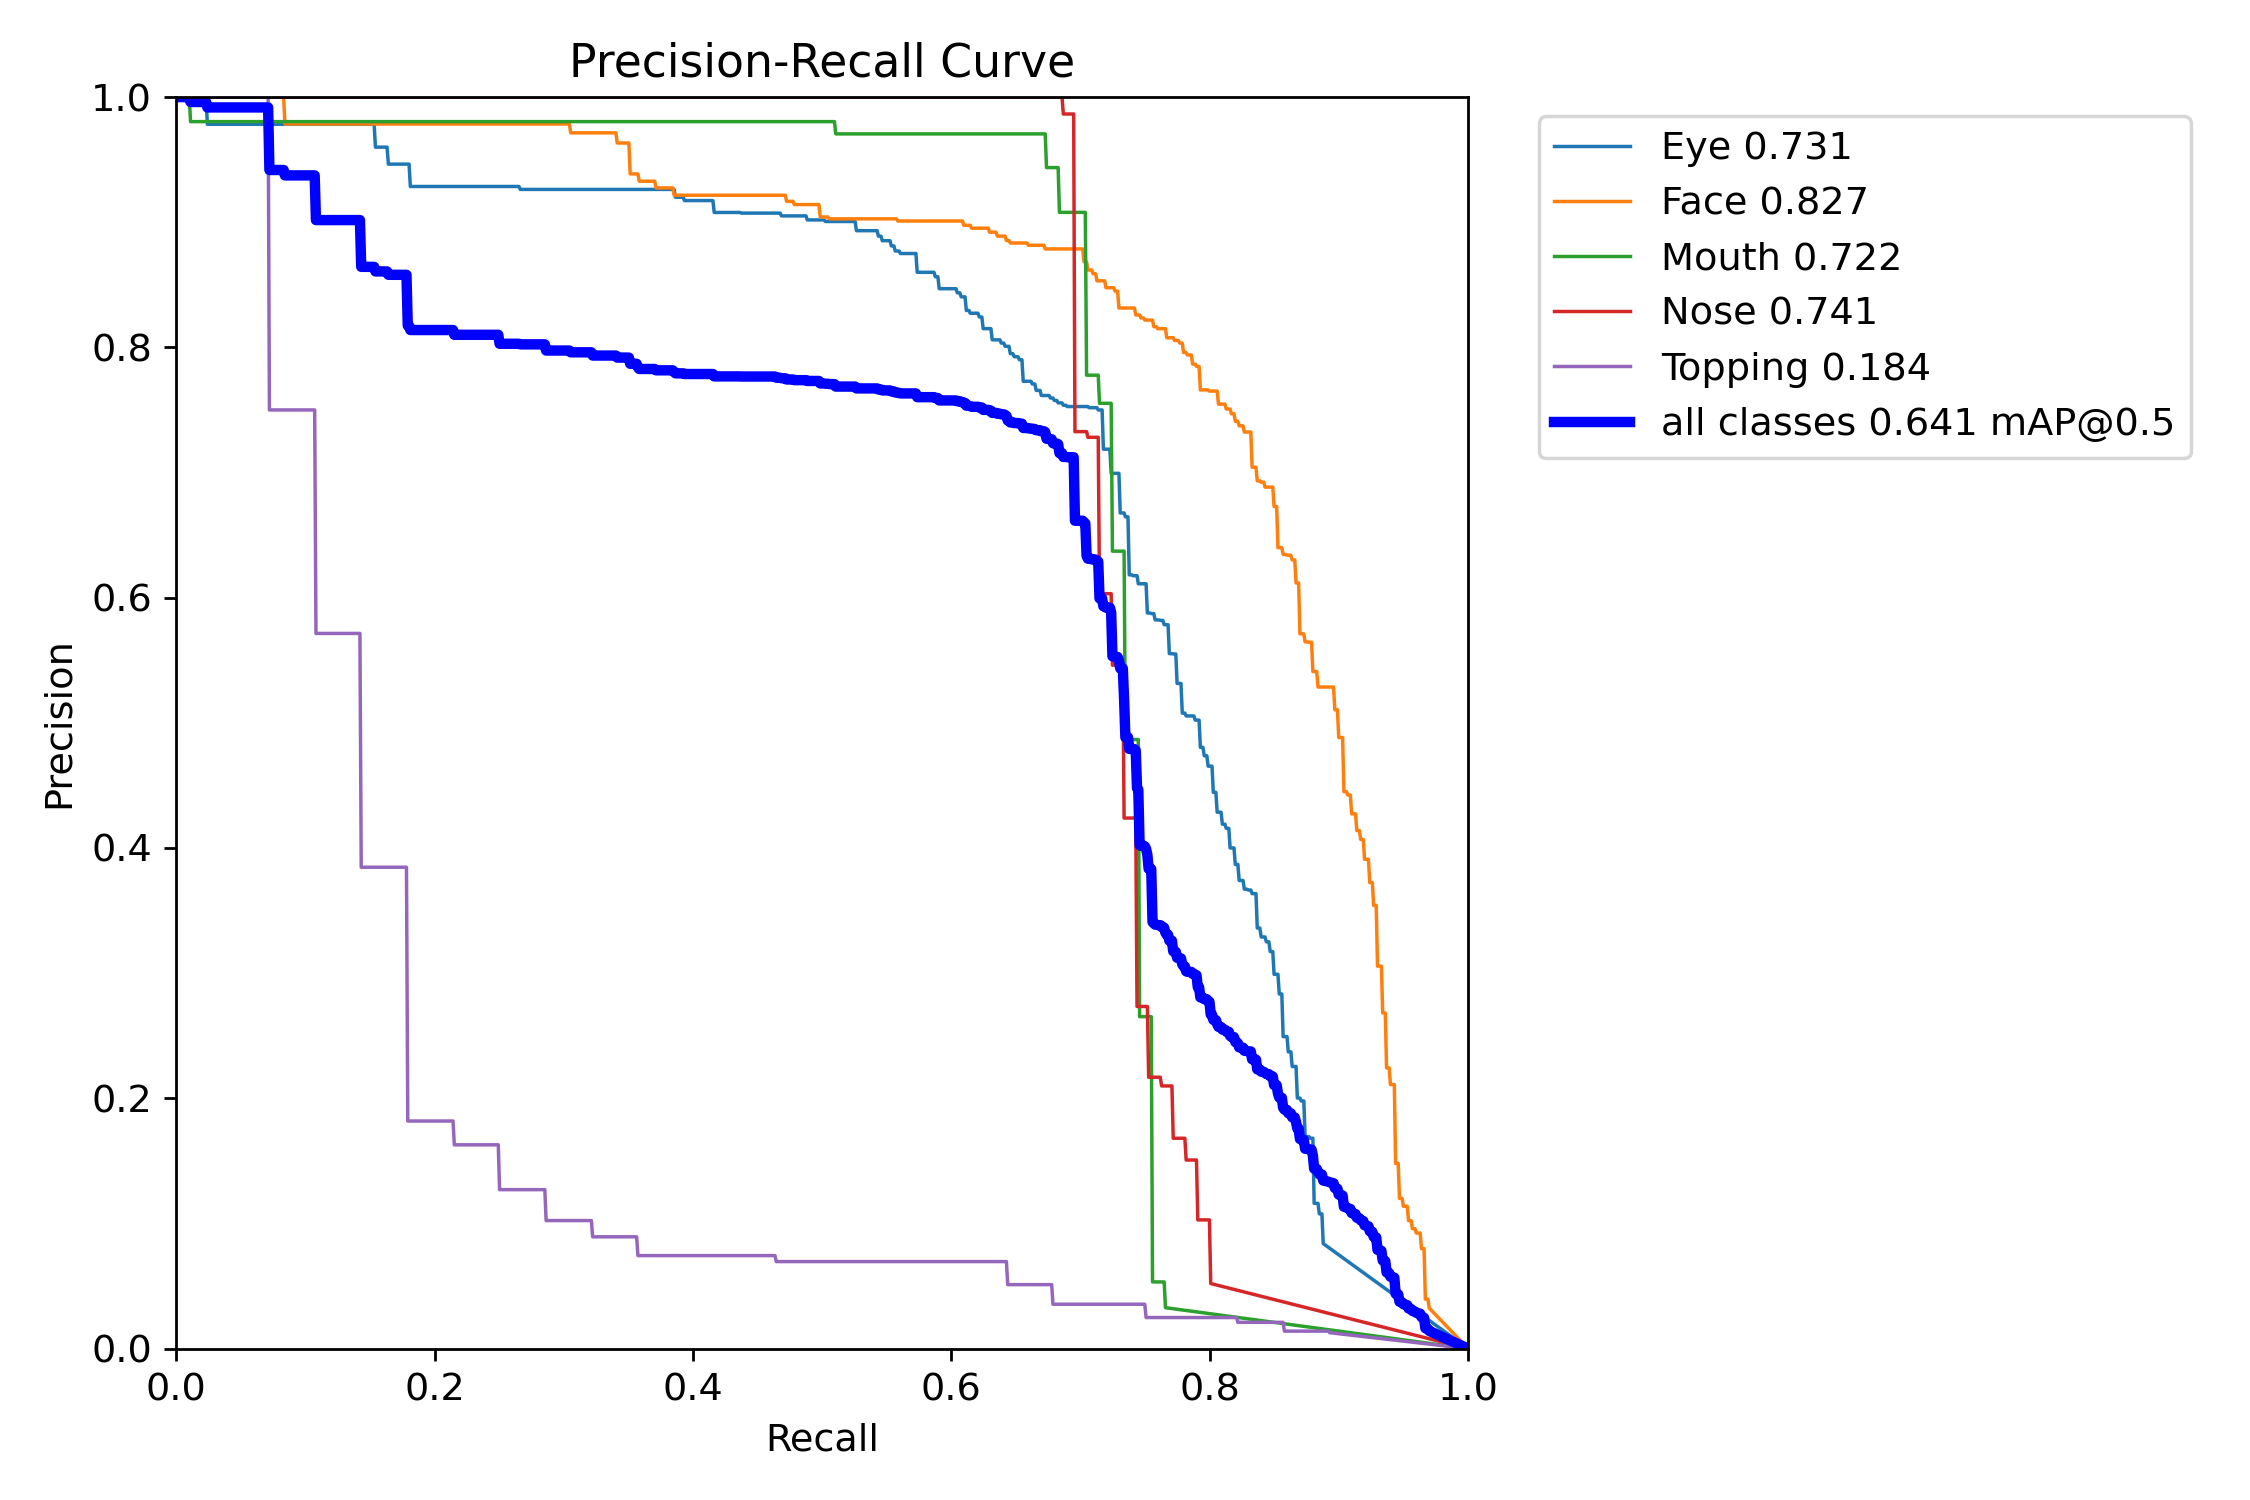 Precision-Recall Curve
1.0
0.8
0.6
0.4
0.2
0.0
Precision
0.0 0.2 0.4 0.6 0.8 1.0
Recall
Eye 0.731
Face 0.827
Mouth 0.722
Nose 0.741
Topping 0.184
all classes 0.641 mAP@0.5